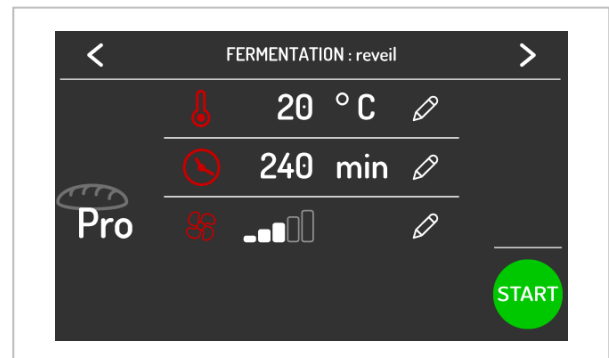 FERMENTATION : reveil
20 °C
240 min
Pro
START